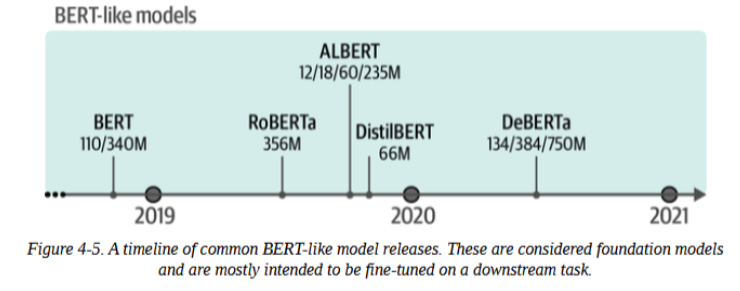 BERT-like models
ALBERT
12/18/60/235M
BERT
110/340M
RoBERTa
356M
DistilBERT
66M
DeBERTa
134/384/750M
2019
2020
2021
Figure 4-5. A timeline of common BERT-like model releases. These are considered foundation models
and are mostly intended to be fine-tuned on a downstream task.